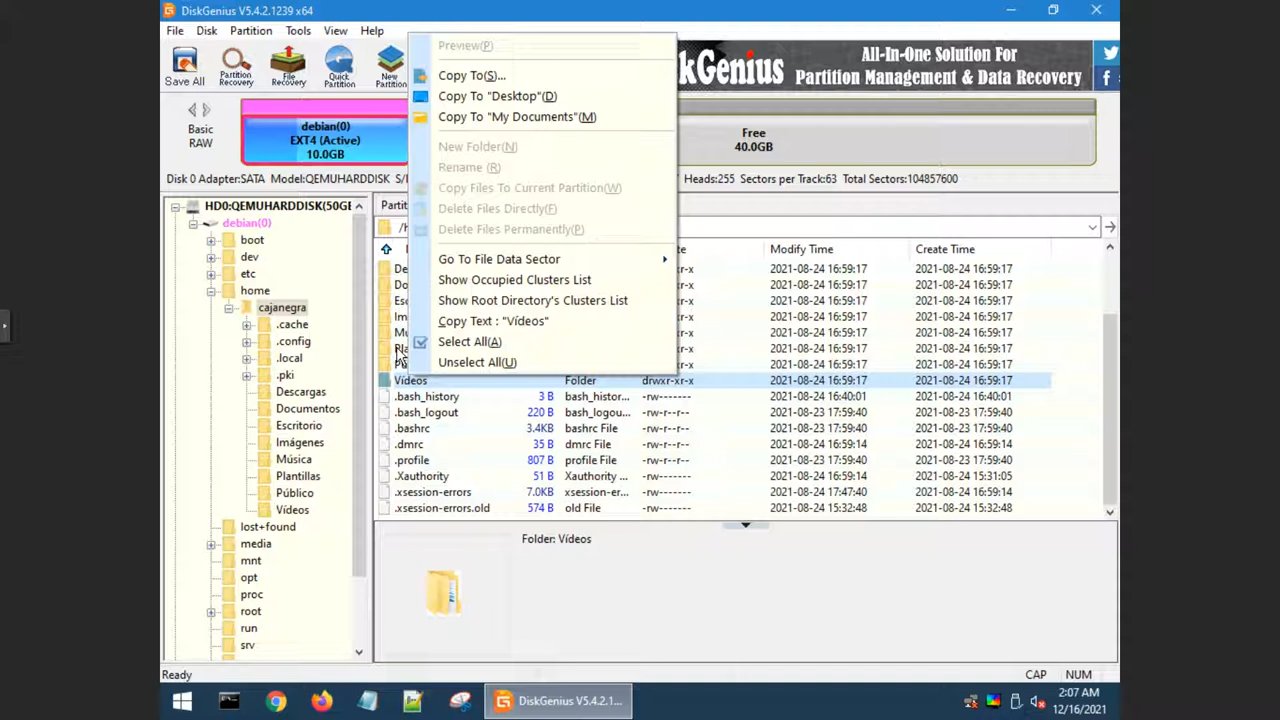 DiskGenius V5.4.2.1239 x64
File Disk Partition Tools View Help
Save All
Partition Recovery
File Recovery
Quick Partition
New Partition
kGenius
All-In-One Solution For
Partition Management & Data Recovery
Preview(P)
Copy To(S)...
Copy To "Desktop"(D)
Copy To "My Documents"(M)
New Folder(N)
Rename (R)
Copy Files To Current Partition(W)
Delete Files Directly(F)
Delete Files Permanently(P)
Go To File Data Sector
Show Occupied Clusters List
Show Root Directory's Clusters List
Copy Text : "Vídeos"
Select All(A)
Unselect All(U)
Basic
RAW
debian(0)
EXT4 (Active)
10.0GB
Free
40.0GB
Disk 0 Adapter:SATA Model:QEMUHARDDISK S/ Heads:255 Sectors per Track:63 Total Sectors:104857600
HD0:QEMUHARDDISK(50GE
debian(0)
boot
dev
etc
home
cajanegra
.cache
.config
.local
.pki
Descargas
Documentos
Escritorio
Imágenes
Música
Plantillas
Público
Vídeos
lost+found
media
mnt
opt
proc
root
run
srv
Partit
Modify Time Create Time
De xr-x 2021-08-24 16:59:17 2021-08-24 16:59:17
Do xr-x 2021-08-24 16:59:17 2021-08-24 16:59:17
Es xr-x 2021-08-24 16:59:17 2021-08-24 16:59:17
Im xr-x 2021-08-24 16:59:17 2021-08-24 16:59:17
Mú xr-x 2021-08-24 16:59:17 2021-08-24 16:59:17
Pla xr-x 2021-08-24 16:59:17 2021-08-24 16:59:17
xr-x 2021-08-24 16:59:17 2021-08-24 16:59:17
Vídeos Folder drwxr-xr-x 2021-08-24 16:59:17 2021-08-24 16:59:17
.bash_history 3 B bash_histor... -rw------- 2021-08-24 16:40:01 2021-08-24 16:40:01
.bash_logout 220 B bash_logou... -rw-r--r-- 2021-08-23 17:59:40 2021-08-23 17:59:40
.bashrc 3.4KB bashrc File -rw-r--r-- 2021-08-23 17:59:40 2021-08-23 17:59:40
.dmrc 35 B dmrc File -rw-r--r-- 2021-08-24 16:59:14 2021-08-24 16:59:14
.profile 807 B profile File -rw-r--r-- 2021-08-23 17:59:40 2021-08-23 17:59:40
.Xauthority 51 B Xauthority ... -rw------- 2021-08-24 16:59:14 2021-08-24 15:31:05
.xsession-errors 7.0KB xsession-er... -rw------- 2021-08-24 17:47:40 2021-08-24 16:59:14
.xsession-errors.old 574 B old File -rw------- 2021-08-24 15:32:48 2021-08-24 15:32:48
Folder: Vídeos
Ready CAP NUM
DiskGenius V5.4.2.1...
2:07 AM
12/16/2021